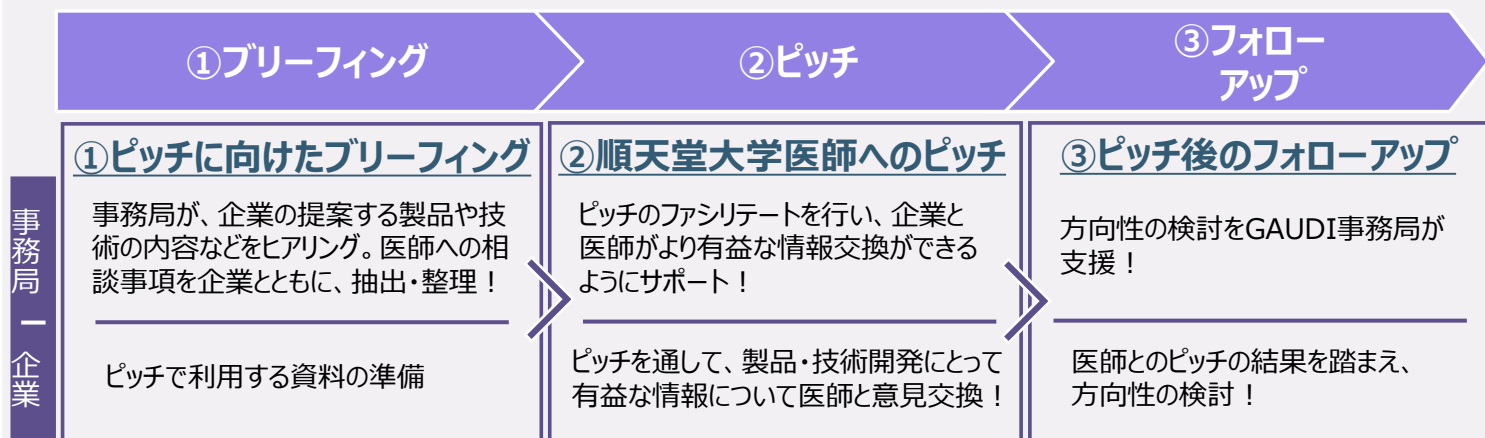 ①ブリーフィング
②ピッチ
③フォロー
アップ
事務局
企業
①ピッチに向けたブリーフィング
事務局が、企業の提案する製品や技
術の内容などをヒアリング。医師への相
談事項を企業とともに、抽出・整理！
ピッチで利用する資料の準備
②順天堂大学医師へのピッチ
ピッチのファシリテートを行い、企業と
医師がより有益な情報交換ができる
ようにサポート！
ピッチを通して、製品・技術開発にとって
有益な情報について医師と意見交換！
③ピッチ後のフォローアップ
方向性の検討をGAUDI事務局が
支援！
医師とのピッチの結果を踏まえ、
方向性の検討！